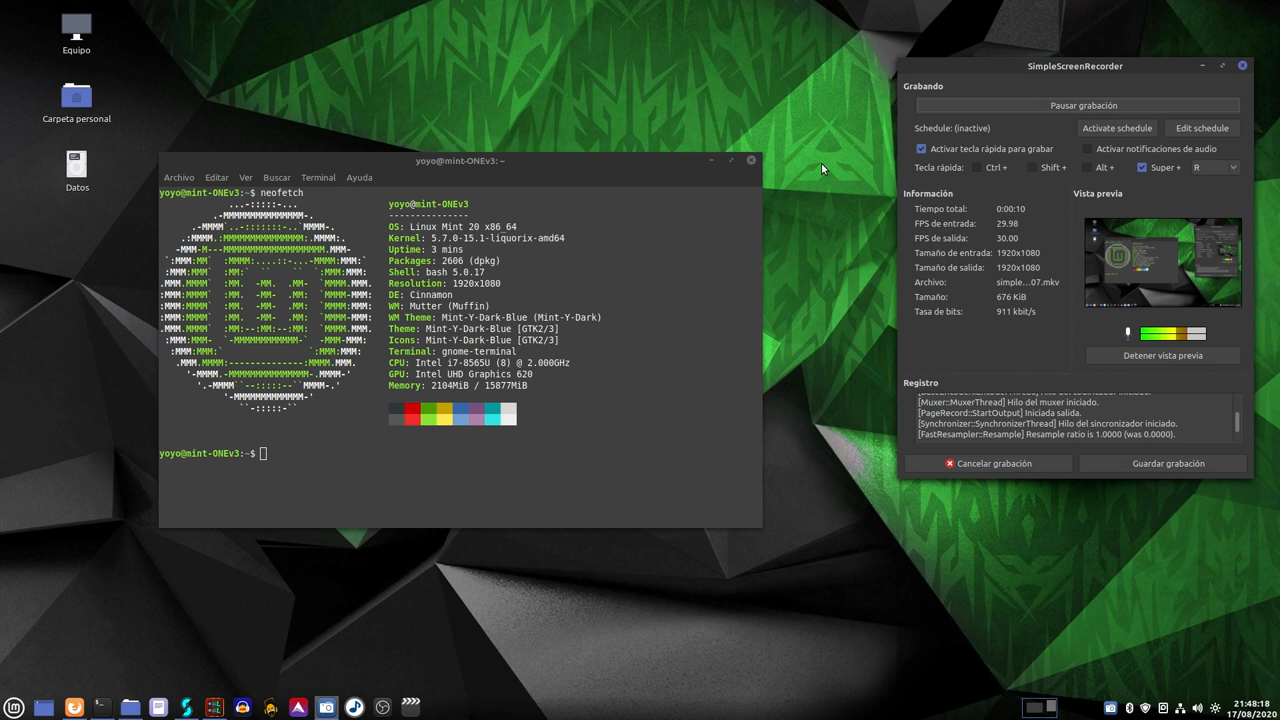 Equipo
Carpeta personal
Datos
yoyo@mint-ONEv3: ~
Archivo Editar Ver Buscar Terminal Ayuda
yoyo@mint-ONEv3:~$ neofetch
yoyo@mint-ONEv3
---------------
OS: Linux Mint 20 x86_64
Kernel: 5.7.0-15.1-liquorix-amd64
Uptime: 3 mins
Packages: 2606 (dpkg)
Shell: bash 5.0.17
Resolution: 1920x1080
DE: Cinnamon
WM: Mutter (Muffin)
WM Theme: Mint-Y-Dark-Blue (Mint-Y-Dark)
Theme: Mint-Y-Dark-Blue [GTK2/3]
Icons: Mint-Y-Dark-Blue [GTK2/3]
Terminal: gnome-terminal
CPU: Intel i7-8565U (8) @ 2.000GHz
GPU: Intel UHD Graphics 620
Memory: 2104MiB / 15877MiB
yoyo@mint-ONEv3:~$
SimpleScreenRecorder
Grabando
Pausar grabación
Schedule: (inactive) Activate schedule Edit schedule
Activar tecla rápida para grabar Activar notificaciones de audio
Tecla rápida: Ctrl + Shift + Alt + Super + R
Información
Tiempo total: 0:00:10
FPS de entrada: 29.98
FPS de salida: 30.00
Tamaño de entrada: 1920x1080
Tamaño de salida: 1920x1080
Archivo: simple....07.mkv
Tamaño: 676 KiB
Tasa de bits: 911 kbit/s
Vista previa
Detener vista previa
Registro
[Muxer::MuxerThread] Hilo del muxer iniciado.
[PageRecord::StartOutput] Iniciada salida.
[Synchronizer::SynchronizerThread] Hilo del sincronizador iniciado.
[FastResampler::Resample] Resample ratio is 1.0000 (was 0.0000).
Cancelar grabación Guardar grabación
21:48:18
17/08/2020